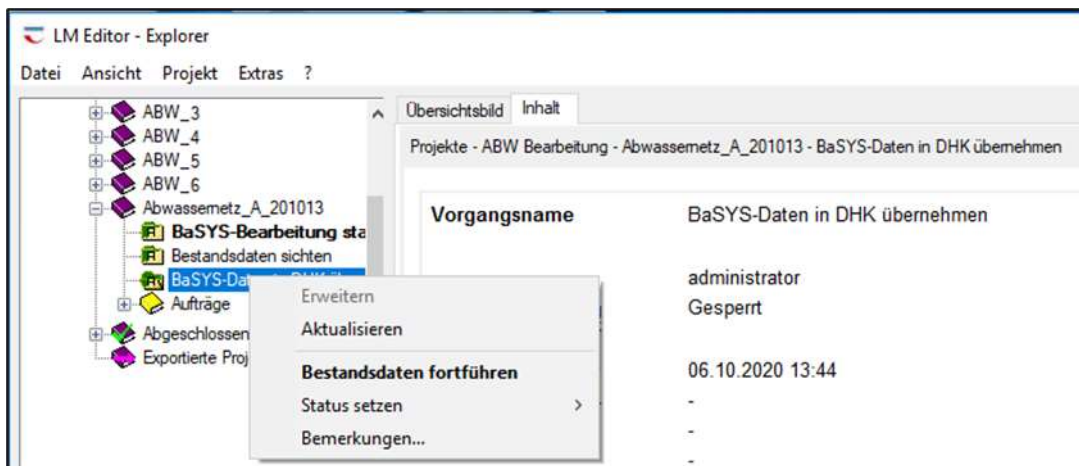 LM Editor - Explorer
Datei Ansicht Projekt Extras ?
ABW_3
ABW_4
ABW_5
ABW_6
Abwassernetz_A_201013
BaSYS-Bearbeitung sta
Bestandsdaten sichten
BaSYS-Dat
Aufträge
Abgeschlossen
Exportierte Proj
Erweitern
Aktualisieren
Bestandsdaten fortführen
Status setzen >
Bemerkungen...
Übersichtsbild Inhalt
Projekte - ABW Bearbeitung - Abwassernetz_A_201013 - BaSYS-Daten in DHK übernehmen
Vorgangsname BaSYS-Daten in DHK übernehmen
administrator
Gesperrt
06.10.2020 13:44
-
-
-